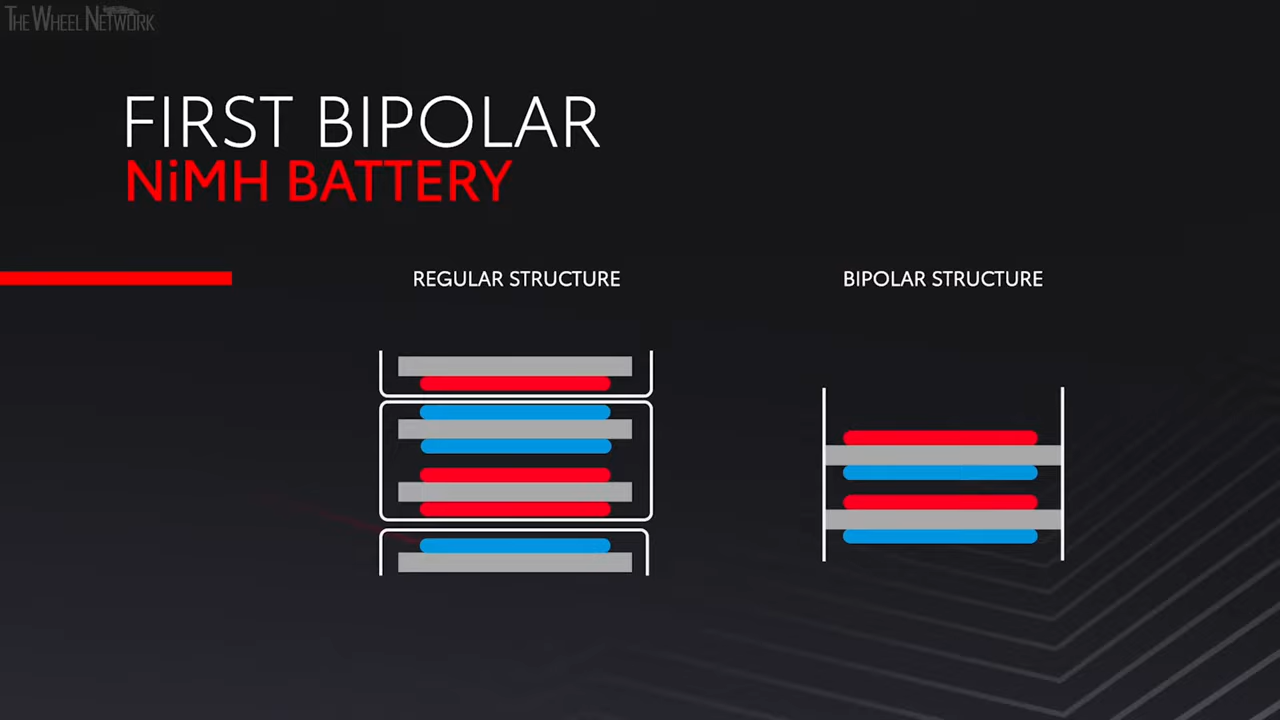 THE WHEEL NETWORK
FIRST BIPOLAR
NiMH BATTERY
REGULAR STRUCTURE
BIPOLAR STRUCTURE